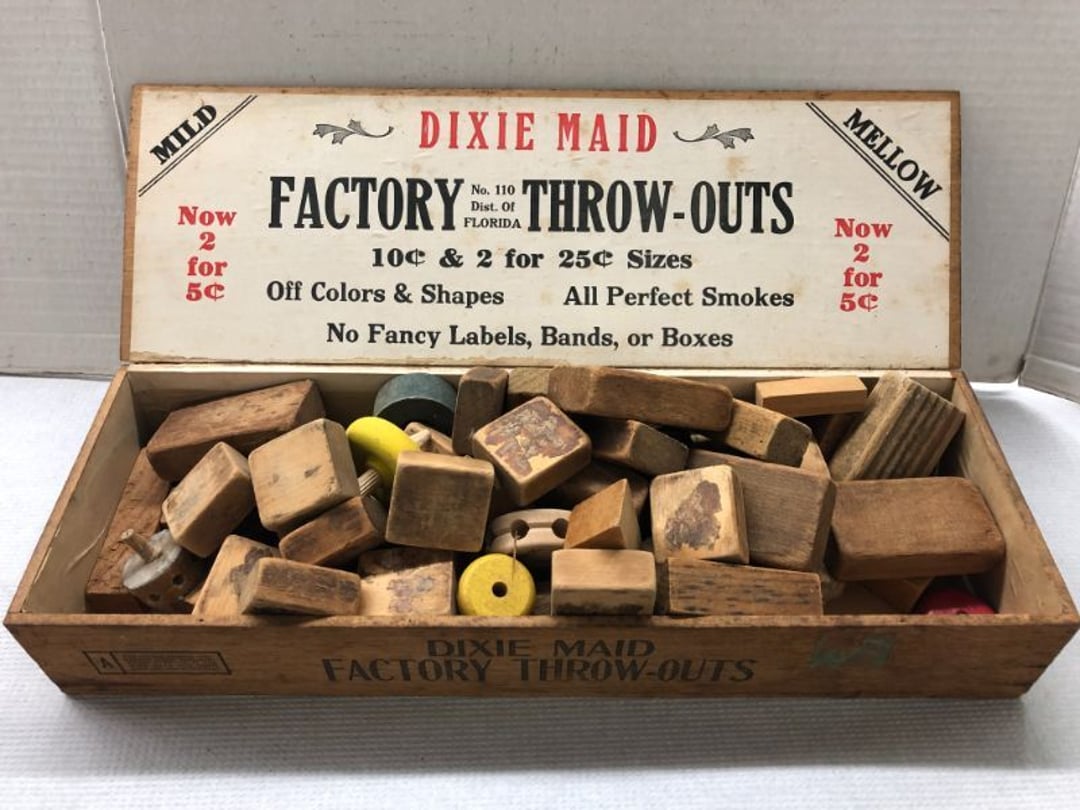 MILD
DIXIE MAID
MELLOW
FACTORY No. 110 Dist. Of FLORIDA THROW-OUTS
Now
2
for
5¢
10¢ & 2 for 25¢ Sizes
Off Colors & Shapes All Perfect Smokes
No Fancy Labels, Bands, or Boxes
Now
2
for
5¢
DIXIE MAID
FACTORY THROW-OUTS
A